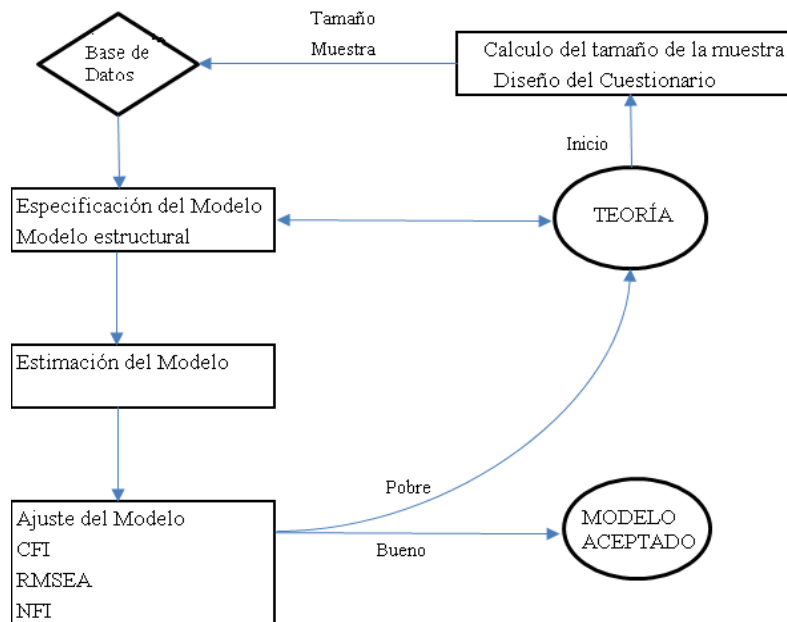 Tamaño
Muestra
Base de
Datos
Calculo del tamaño de la muestra
Diseño del Cuestionario
Inicio
Especificación del Modelo
Modelo estructural
TEORÍA
Estimación del Modelo
Pobre
Ajuste del Modelo
CFI
RMSEA
NFI
Bueno
MODELO
ACEPTADO